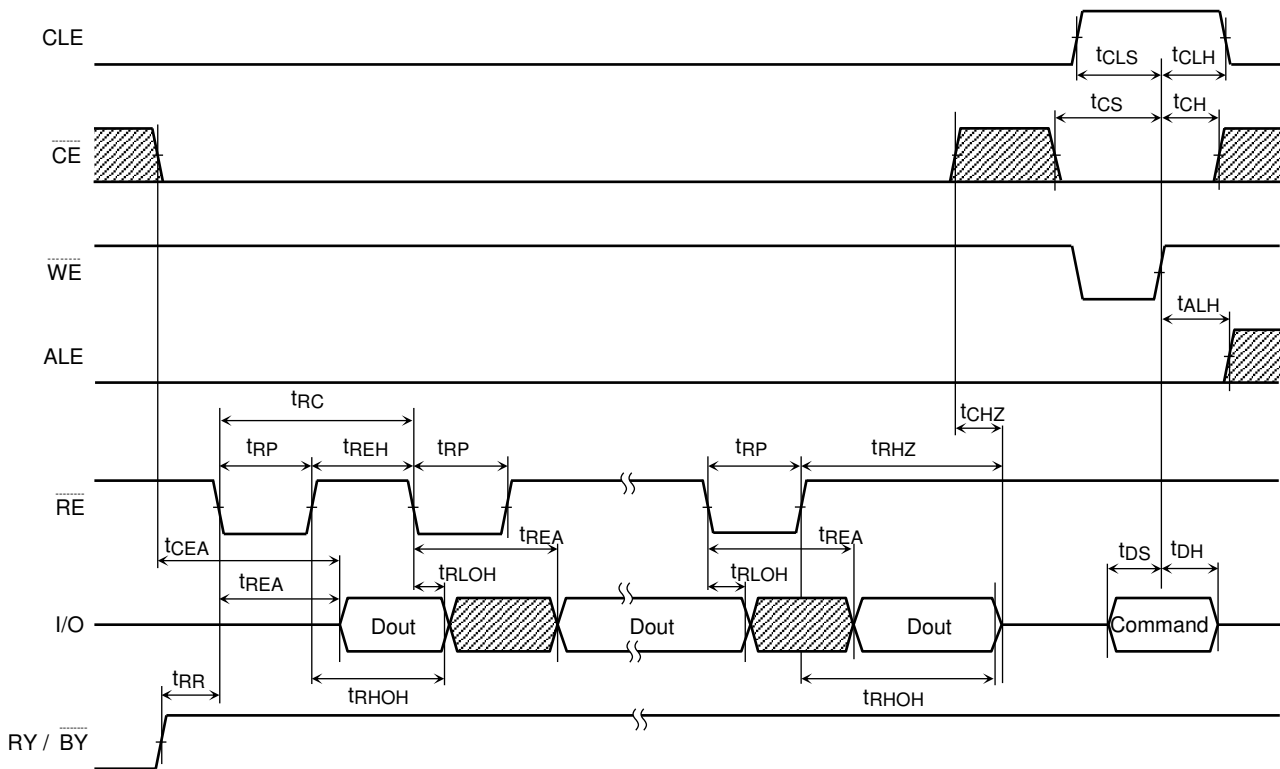 CLE
tCLS tCLH
tCS tCH
CE
WE
tALH
ALE
tRC
tCHZ
tRP tREH tRP tRP tRHZ
RE
tCEA tREA tREA tDS tDH
tREA tRLOH tRLOH
I/O Dout Dout Dout Command
tRR tRHOH tRHOH
RY / BY